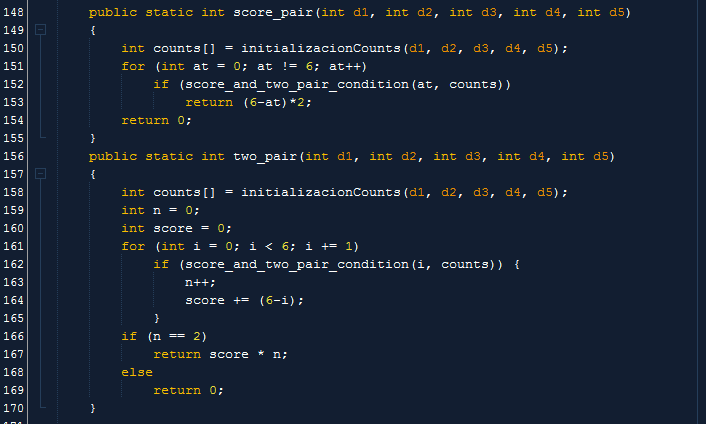 148 public static int score_pair(int d1, int d2, int d3, int d4, int d5)
149 {
150 int counts[] = initializacionCounts(d1, d2, d3, d4, d5);
151 for (int at = 0; at != 6; at++)
152 if (score_and_two_pair_condition(at, counts))
153 return (6-at)*2;
154 return 0;
155 }
156 public static int two_pair(int d1, int d2, int d3, int d4, int d5)
157 {
158 int counts[] = initializacionCounts(d1, d2, d3, d4, d5);
159 int n = 0;
160 int score = 0;
161 for (int i = 0; i < 6; i += 1)
162 if (score_and_two_pair_condition(i, counts)) {
163 n++;
164 score += (6-i);
165 }
166 if (n == 2)
167 return score * n;
168 else
169 return 0;
170 }